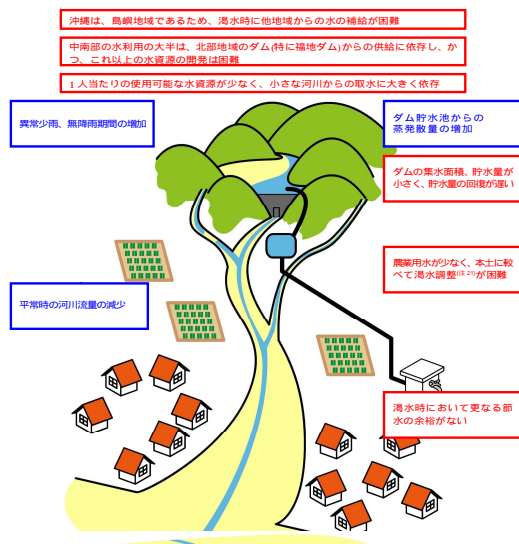 沖縄は、島嶼地域であるため、渇水時に他地域からの水の補給が困難
中南部の水利用の大半は、北部地域のダム(特に福地ダム)からの供給に依存し、か
つ、これ以上の水資源の開発は困難
1 人当たりの使用可能な水資源が少なく、小さな河川からの取水に大きく依存
異常少雨、無降雨期間の増加
ダム貯水池からの
蒸発散量の増加
ダムの集水面積、貯水量が
小さく、貯水量の回復が遅い
農業用水が少なく、本土に較
べて渇水調整(注 21)が困難
平常時の河川流量の減少
渇水時において更なる節
水の余裕がない